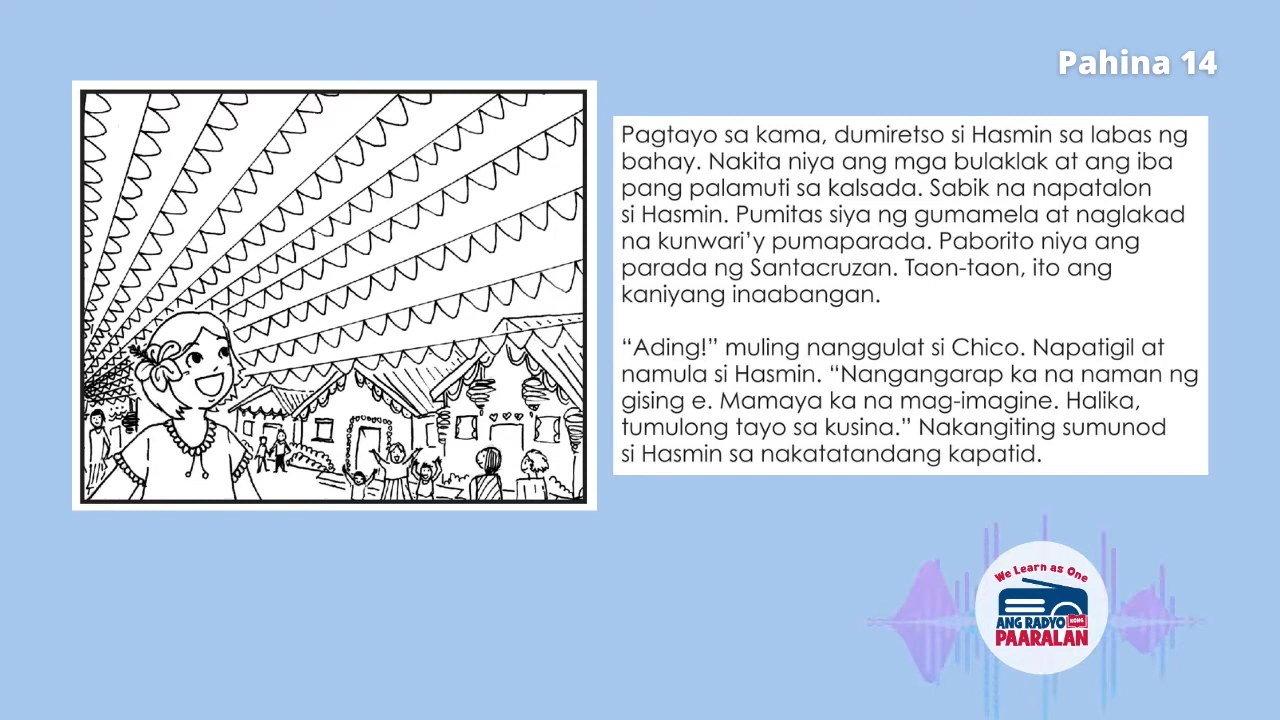 Pahina 14
Pagtayo sa kama, dumiretso si Hasmin sa labas ng
bahay. Nakita niya ang mga bulaklak at ang iba
pang palamuti sa kalsada. Sabik na napatalon
si Hasmin. Pumitas siya ng gumamela at naglakad
na kunwari’y pumaparada. Paborito niya ang
parada ng Santacruzan. Taon-taon, ito ang
kaniyang inaabangan.
“Ading!” muling nanggulat si Chico. Napatigil at
namula si Hasmin. “Nangangarap ka na naman ng
gising e. Mamaya ka na mag-imagine. Halika,
tumulong tayo sa kusina.” Nakangiting sumunod
si Hasmin sa nakatatandang kapatid.
We Learn as One
ANG RADYO KONG
PAARALAN